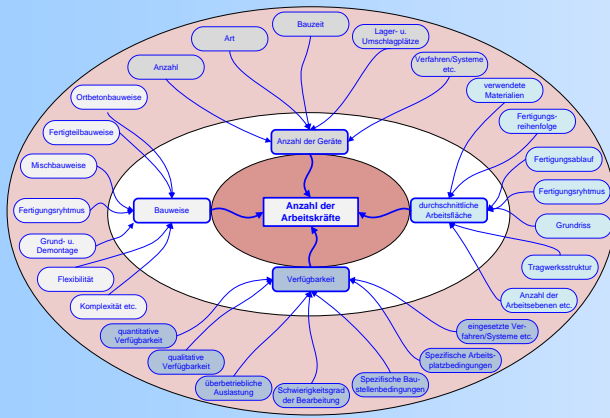 Bauzeit
Art
Lager- u.
Umschlagplätze
Anzahl
Verfahren/Systeme
etc.
verwendete
Materialien
Ortbetonbauweise
Fertigungs-
reihenfolge
Fertigteilbauweise
Anzahl der Geräte
Fertigungsablauf
Mischbauweise
Fertigungsryhtmus
Fertigungsryhtmus
Bauweise
Anzahl der
Arbeitskräfte
durchschnittliche
Arbeitsfläche
Grundriss
Grund- u.
Demontage
Tragwerksstruktur
Flexibilität
Verfügbarkeit
Komplexität etc.
Anzahl der
Arbeitsebenen etc.
quantitative
Verfügbarkeit
eingesetzte Ver-
fahren/Systeme etc.
qualitative
Verfügbarkeit
Spezifische Arbeits-
platzbedingungen
überbetriebliche
Auslastung
Schwierigkeitsgrad
der Bearbeitung
Spezifische Bau-
stellenbedingungen